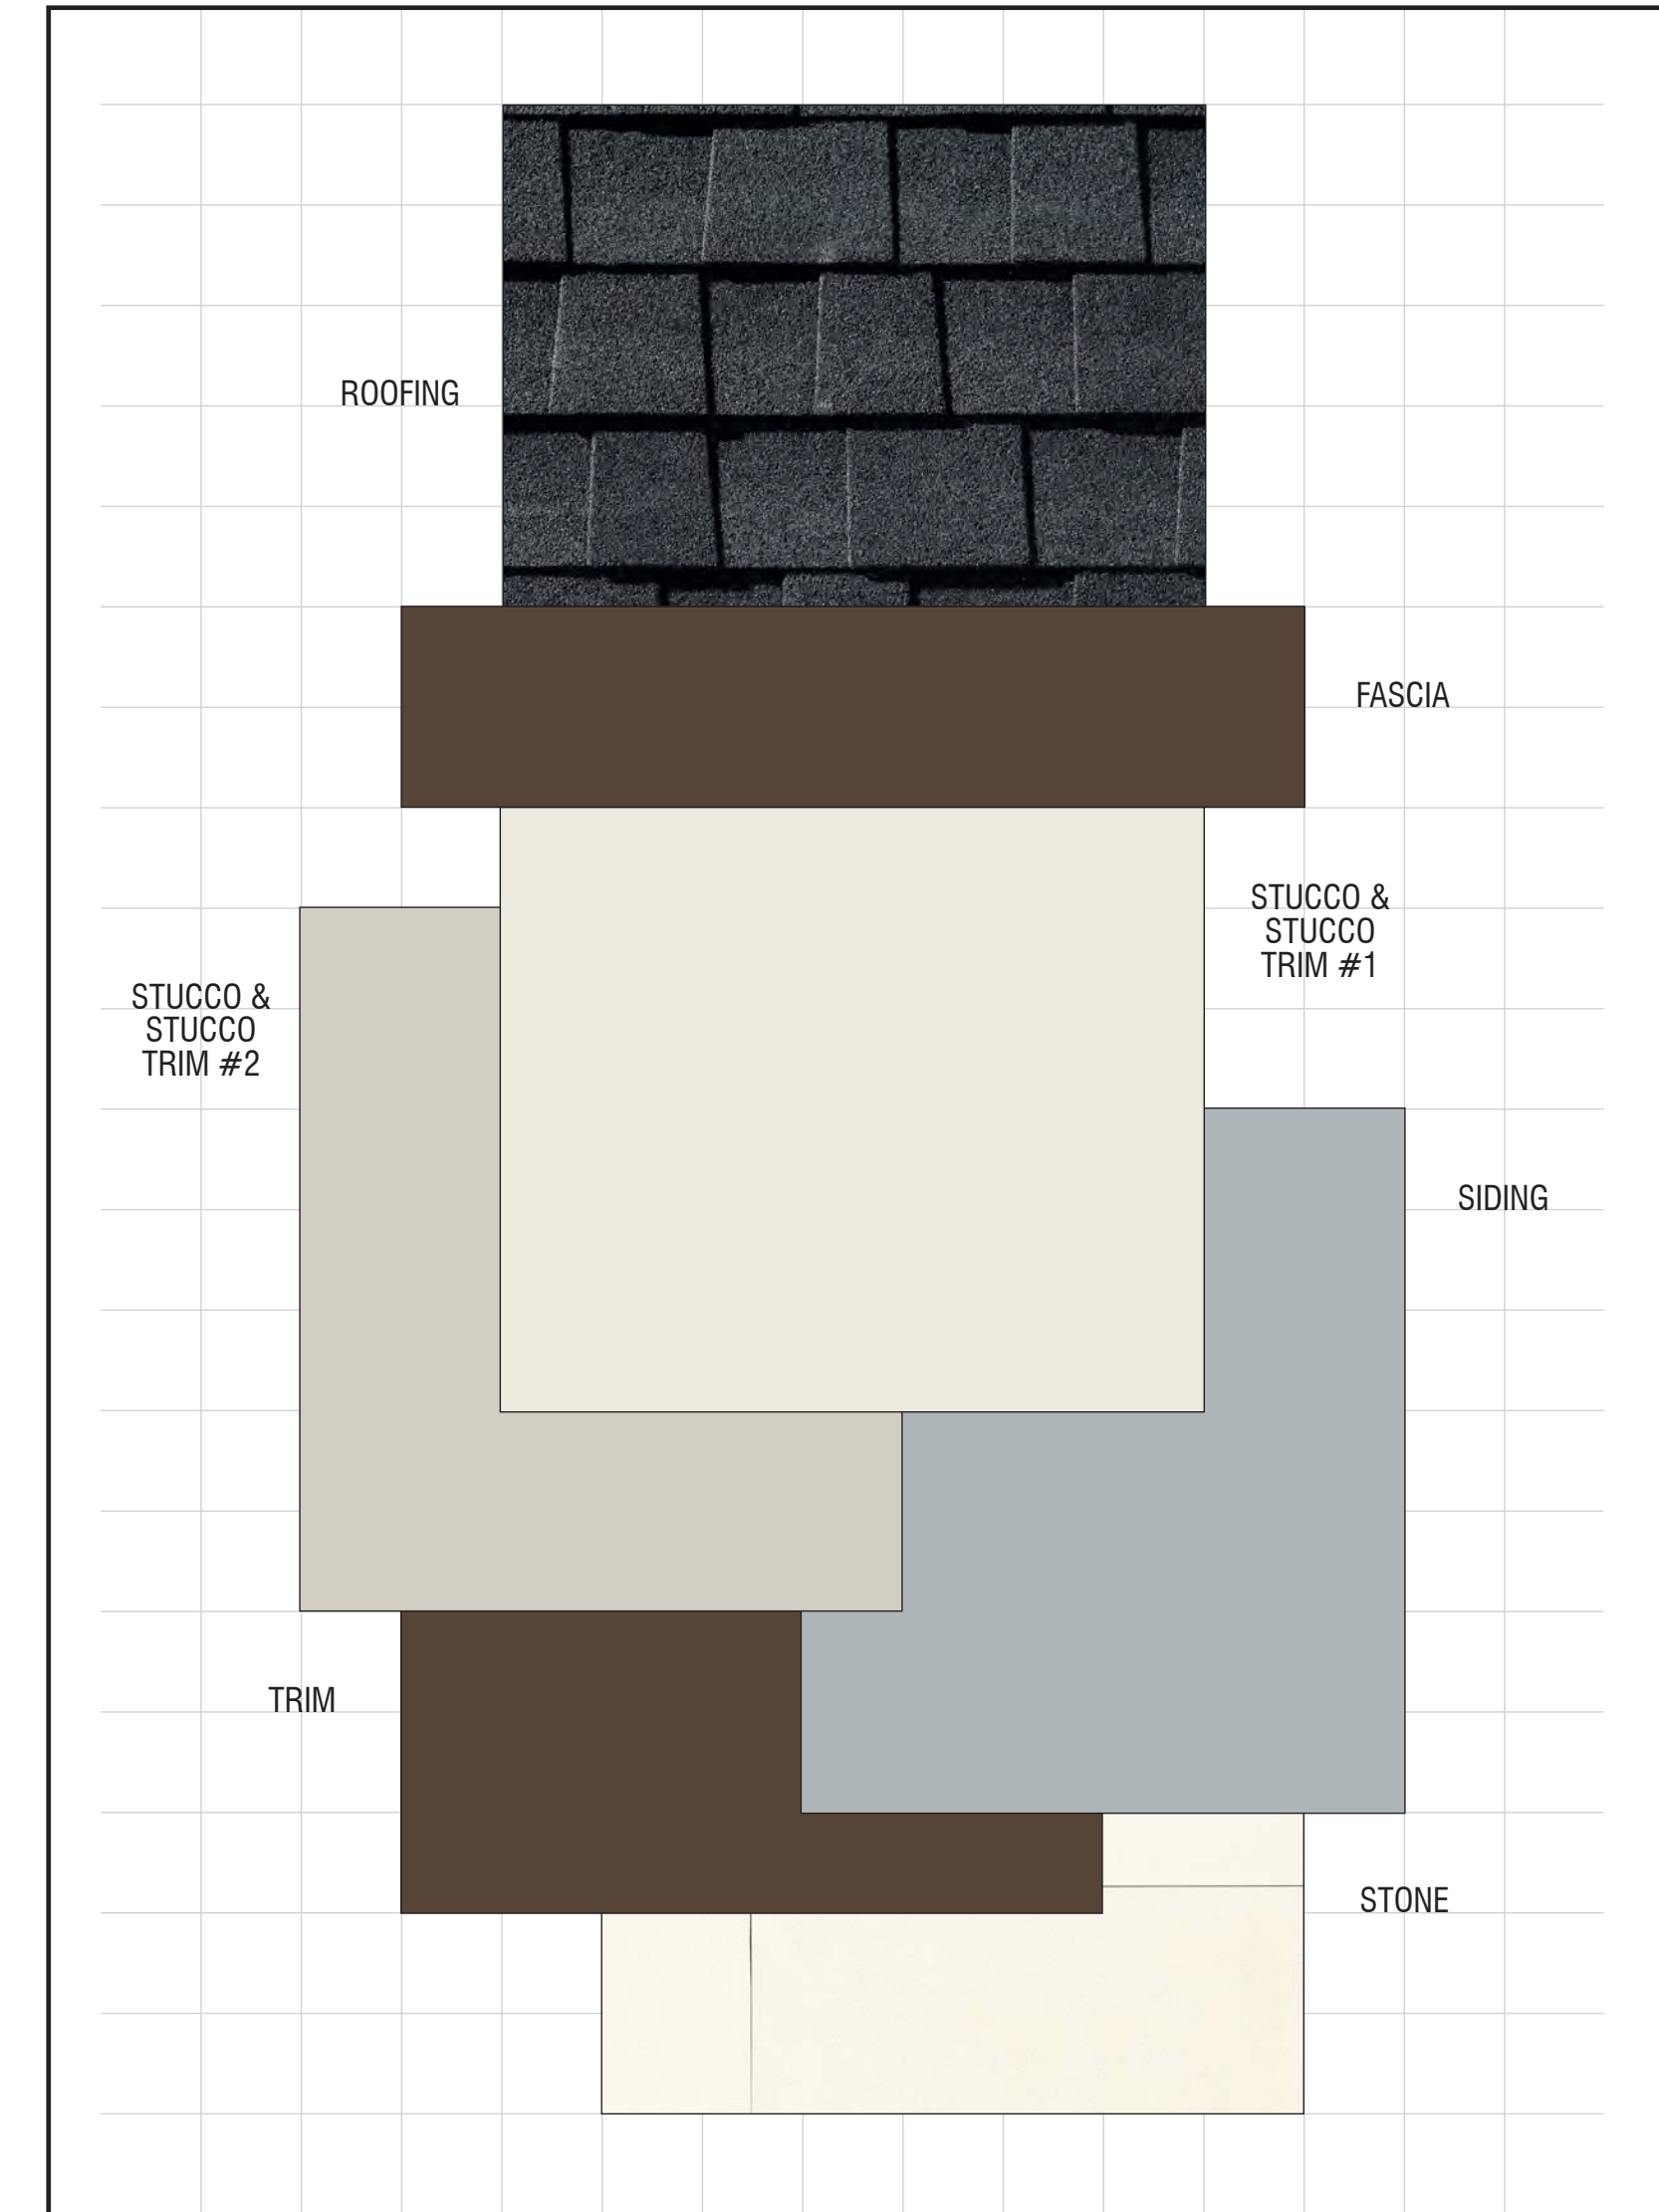 ROOFING
FASCIA
STUCCO &
STUCCO
TRIM #1
STUCCO &
STUCCO
TRIM #2
SIDING
TRIM
STONE